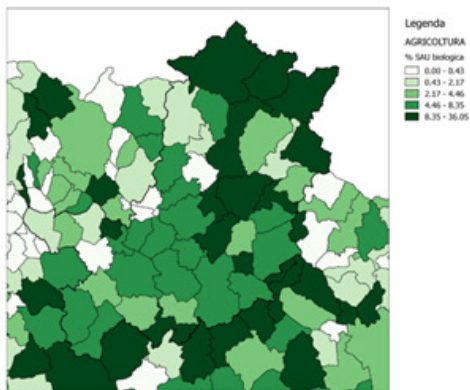 Legenda
AGRICOLTURA
% SAU biologica
0.00 - 0.43
0.43 - 2.17
2.17 - 4.46
4.46 - 8.35
8.35 - 36.05